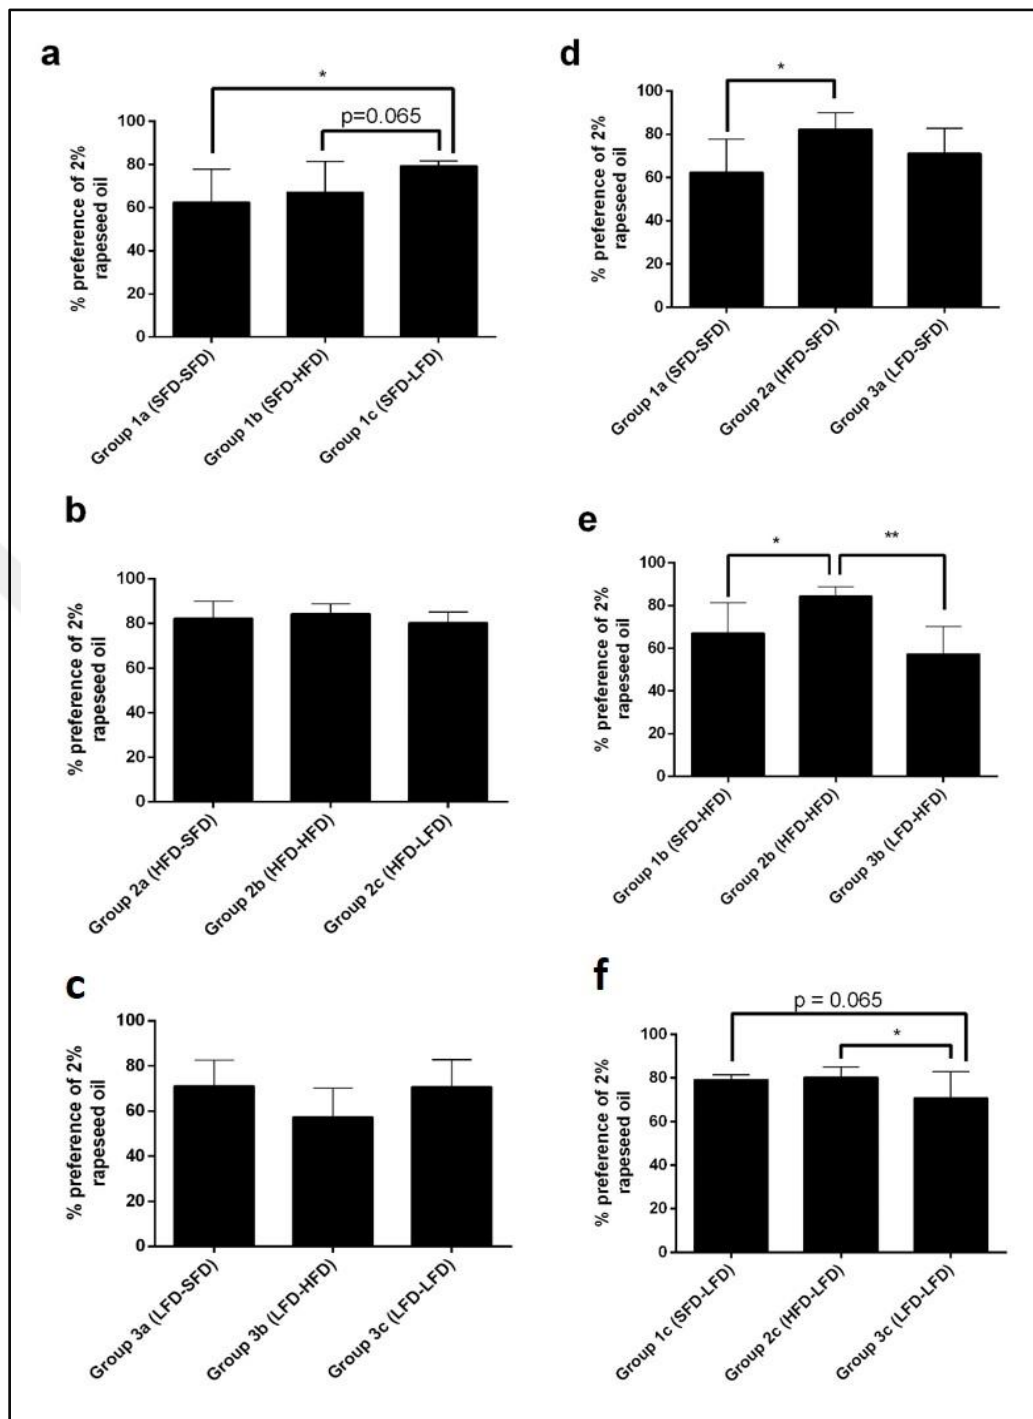 a
*
p=0.065
% preference of 2%
rapeseed oil
100
80
60
40
20
0
Group 1a (SFD-SFD)
Group 1b (SFD-HFD)
Group 1c (SFD-LFD)
d
*
% preference of 2%
rapeseed oil
100
80
60
40
20
0
Group 1a (SFD-SFD)
Group 2a (HFD-SFD)
Group 3a (LFD-SFD)
b
% preference of 2%
rapeseed oil
100
80
60
40
20
0
Group 2a (HFD-SFD)
Group 2b (HFD-HFD)
Group 2c (HFD-LFD)
e
*
**
% preference of 2%
rapeseed oil
100
80
60
40
20
0
Group 1b (SFD-HFD)
Group 2b (HFD-HFD)
Group 3b (LFD-HFD)
c
% preference of 2%
rapeseed oil
100
80
60
40
20
0
Group 3a (LFD-SFD)
Group 3b (LFD-HFD)
Group 3c (LFD-LFD)
f
p = 0.065
*
% preference of 2%
rapeseed oil
100
80
60
40
20
0
Group 1c (SFD-LFD)
Group 2c (HFD-LFD)
Group 3c (LFD-LFD)